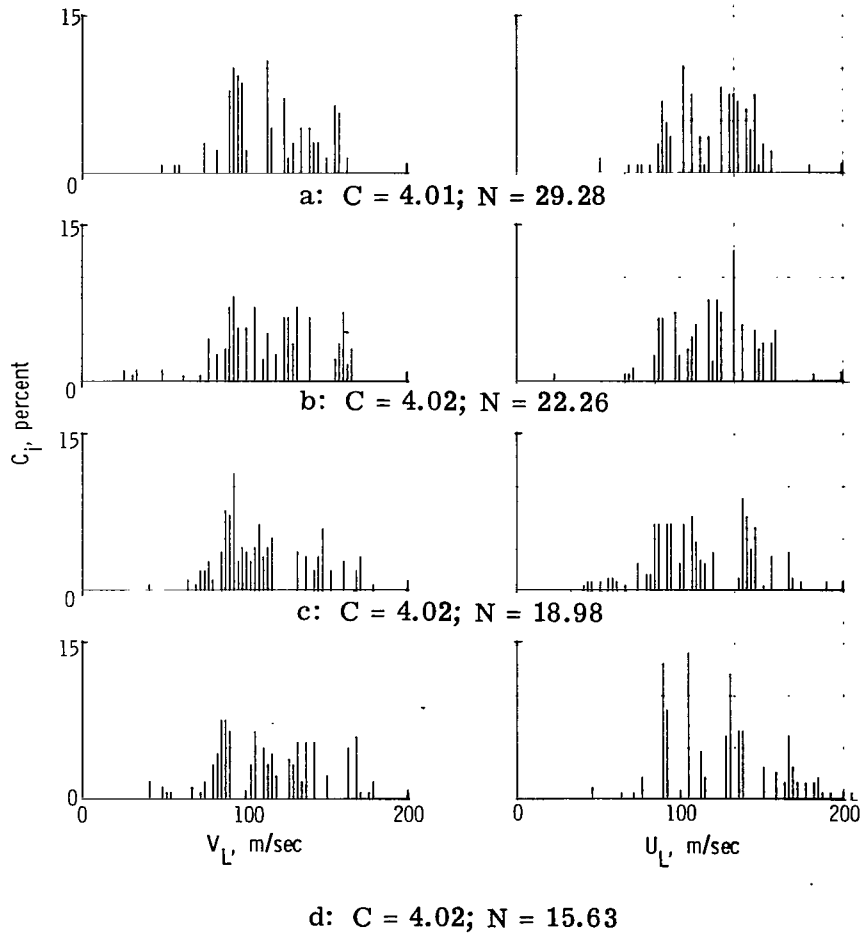 15
0
a: C = 4.01; N = 29.28
15
0
b: C = 4.02; N = 22.26
C_i, percent
15
0
c: C = 4.02; N = 18.98
15
0
0 100 200
0 100 200
V_L, m/sec
U_L, m/sec
d: C = 4.02; N = 15.63